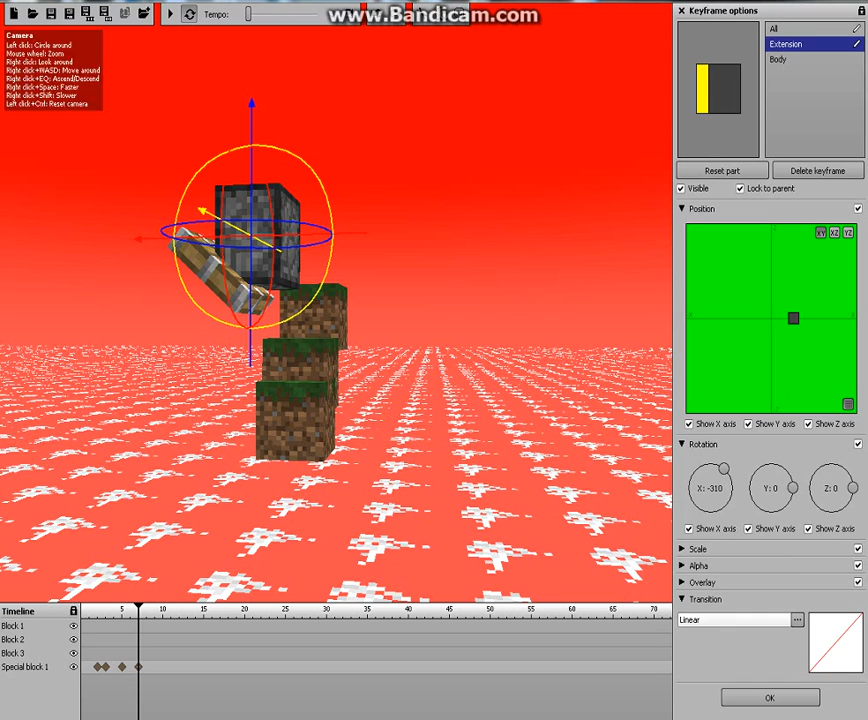 Tempo:
www.Bandicam.com
Camera
Left click: Circle around
Mouse wheel: Zoom
Right click: Look around
Right click+WASD: Move around
Right click+EQ: Ascend/Descend
Right click+Space: Faster
Right click+Shift: Slower
Left click+Ctrl: Reset camera
Keyframe options
All
Extension
Body
Reset part
Delete keyframe
Visible
Lock to parent
Position
XY
XZ
YZ
Show X axis
Show Y axis
Show Z axis
Rotation
X: -310
Y: 0
Z: 0
Show X axis
Show Y axis
Show Z axis
Scale
Alpha
Overlay
Transition
Linear
OK
Timeline
5
10
15
20
25
30
35
40
45
50
55
60
65
70
Block 1
Block 2
Block 3
Special block 1